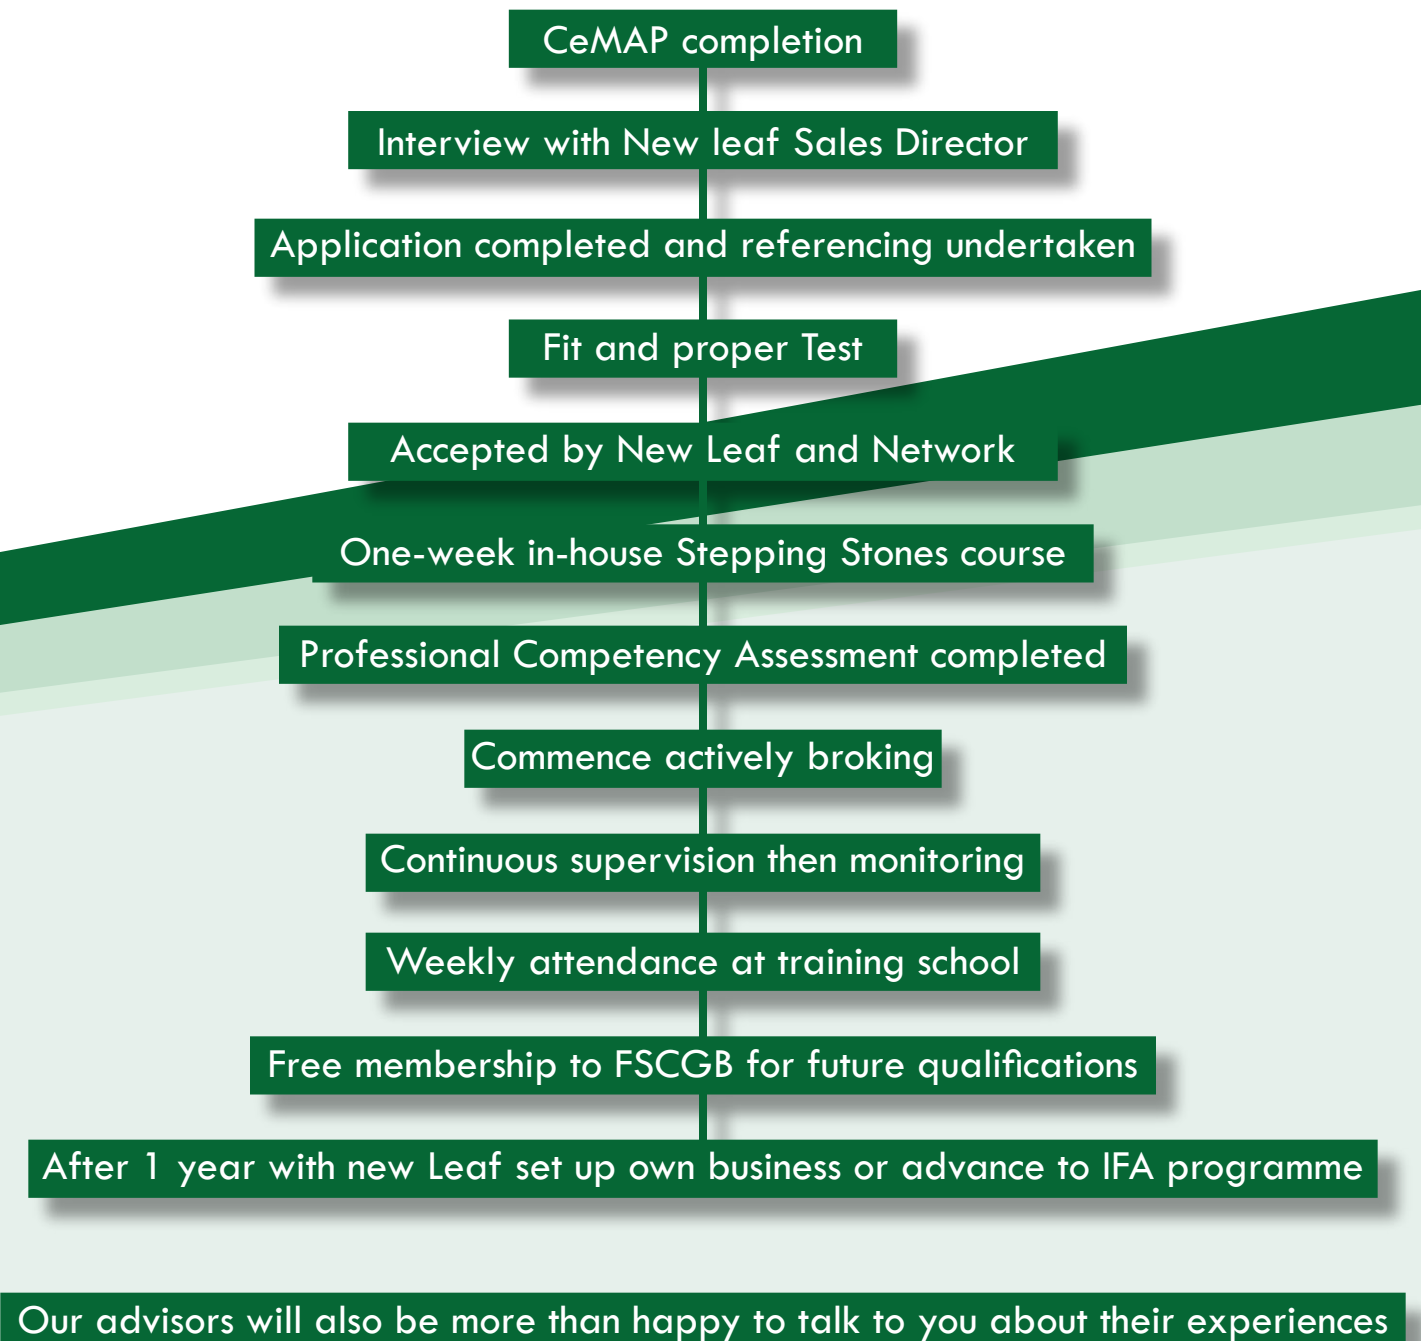 CeMAP completion
Interview with New leaf Sales Director
Application completed and referencing undertaken
Fit and proper Test
Accepted by New Leaf and Network
One-week in-house Stepping Stones course
Professional Competency Assessment completed
Commence actively broking
Continuous supervision then monitoring
Weekly attendance at training school
Free membership to FSCGB for future qualifications
After 1 year with new Leaf set up own business or advance to IFA programme
Our advisors will also be more than happy to talk to you about their experiences